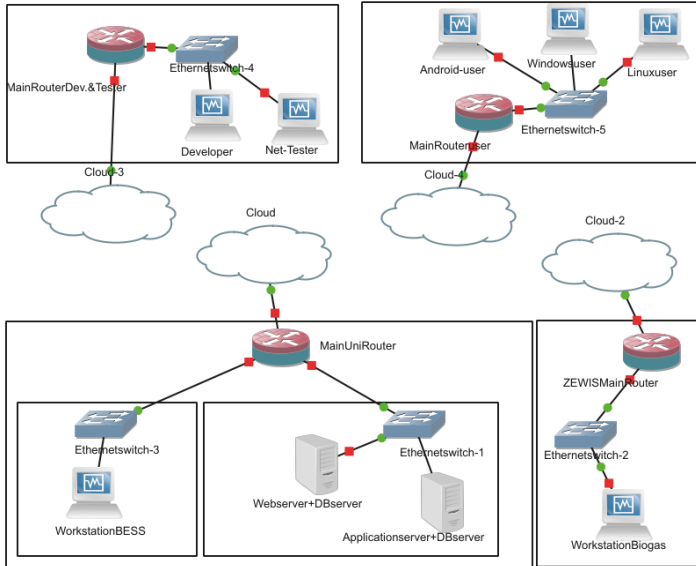 MainRouterDev.&Tester
Ethernetswitch-4
Developer
Net-Tester
Android-user
Windowsuser
Linuxuser
Ethernetswitch-5
MainRouteruser
Cloud-3
Cloud-4
Cloud
Cloud-2
MainUniRouter
ZEWISMainRouter
Ethernetswitch-3
Ethernetswitch-1
Ethernetswitch-2
Webserver+DBserver
WorkstationBESS
Applicationserver+DBserver
WorkstationBiogas